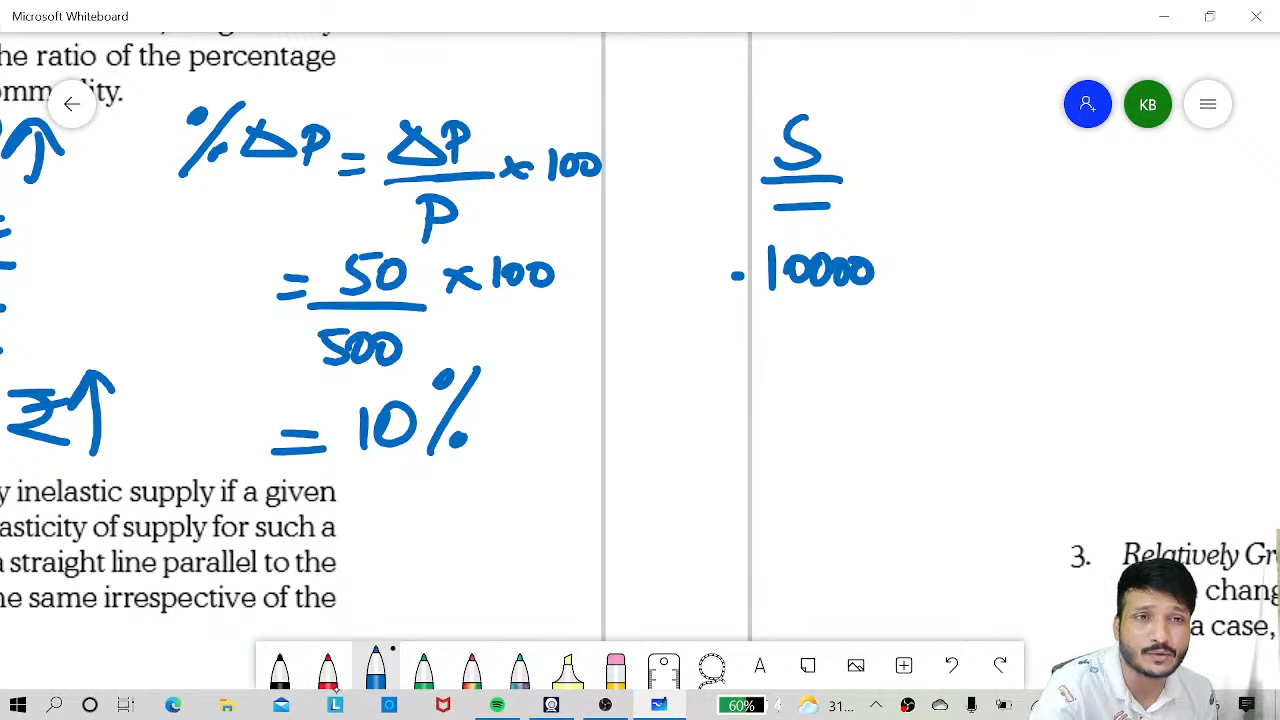 Microsoft Whiteboard
he ratio of the percentage
KB
% ΔP = ΔP/P × 100
= 50/500 × 100
= 10%
S
10000
₹
y inelastic supply if a given
asticity of supply for such a
a straight line parallel to the
ne same irrespective of the
3. Relatively Gr
chang
a case,
60%
31...